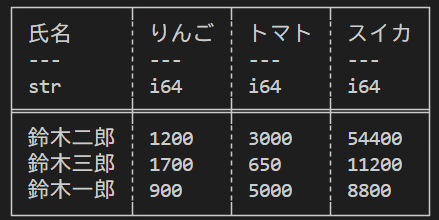 氏名 りんご トマト スイカ
--- --- --- ---
str i64 i64 i64
鈴木二郎 1200 3000 54400
鈴木三郎 1700 650 11200
鈴木一郎 900 5000 8800